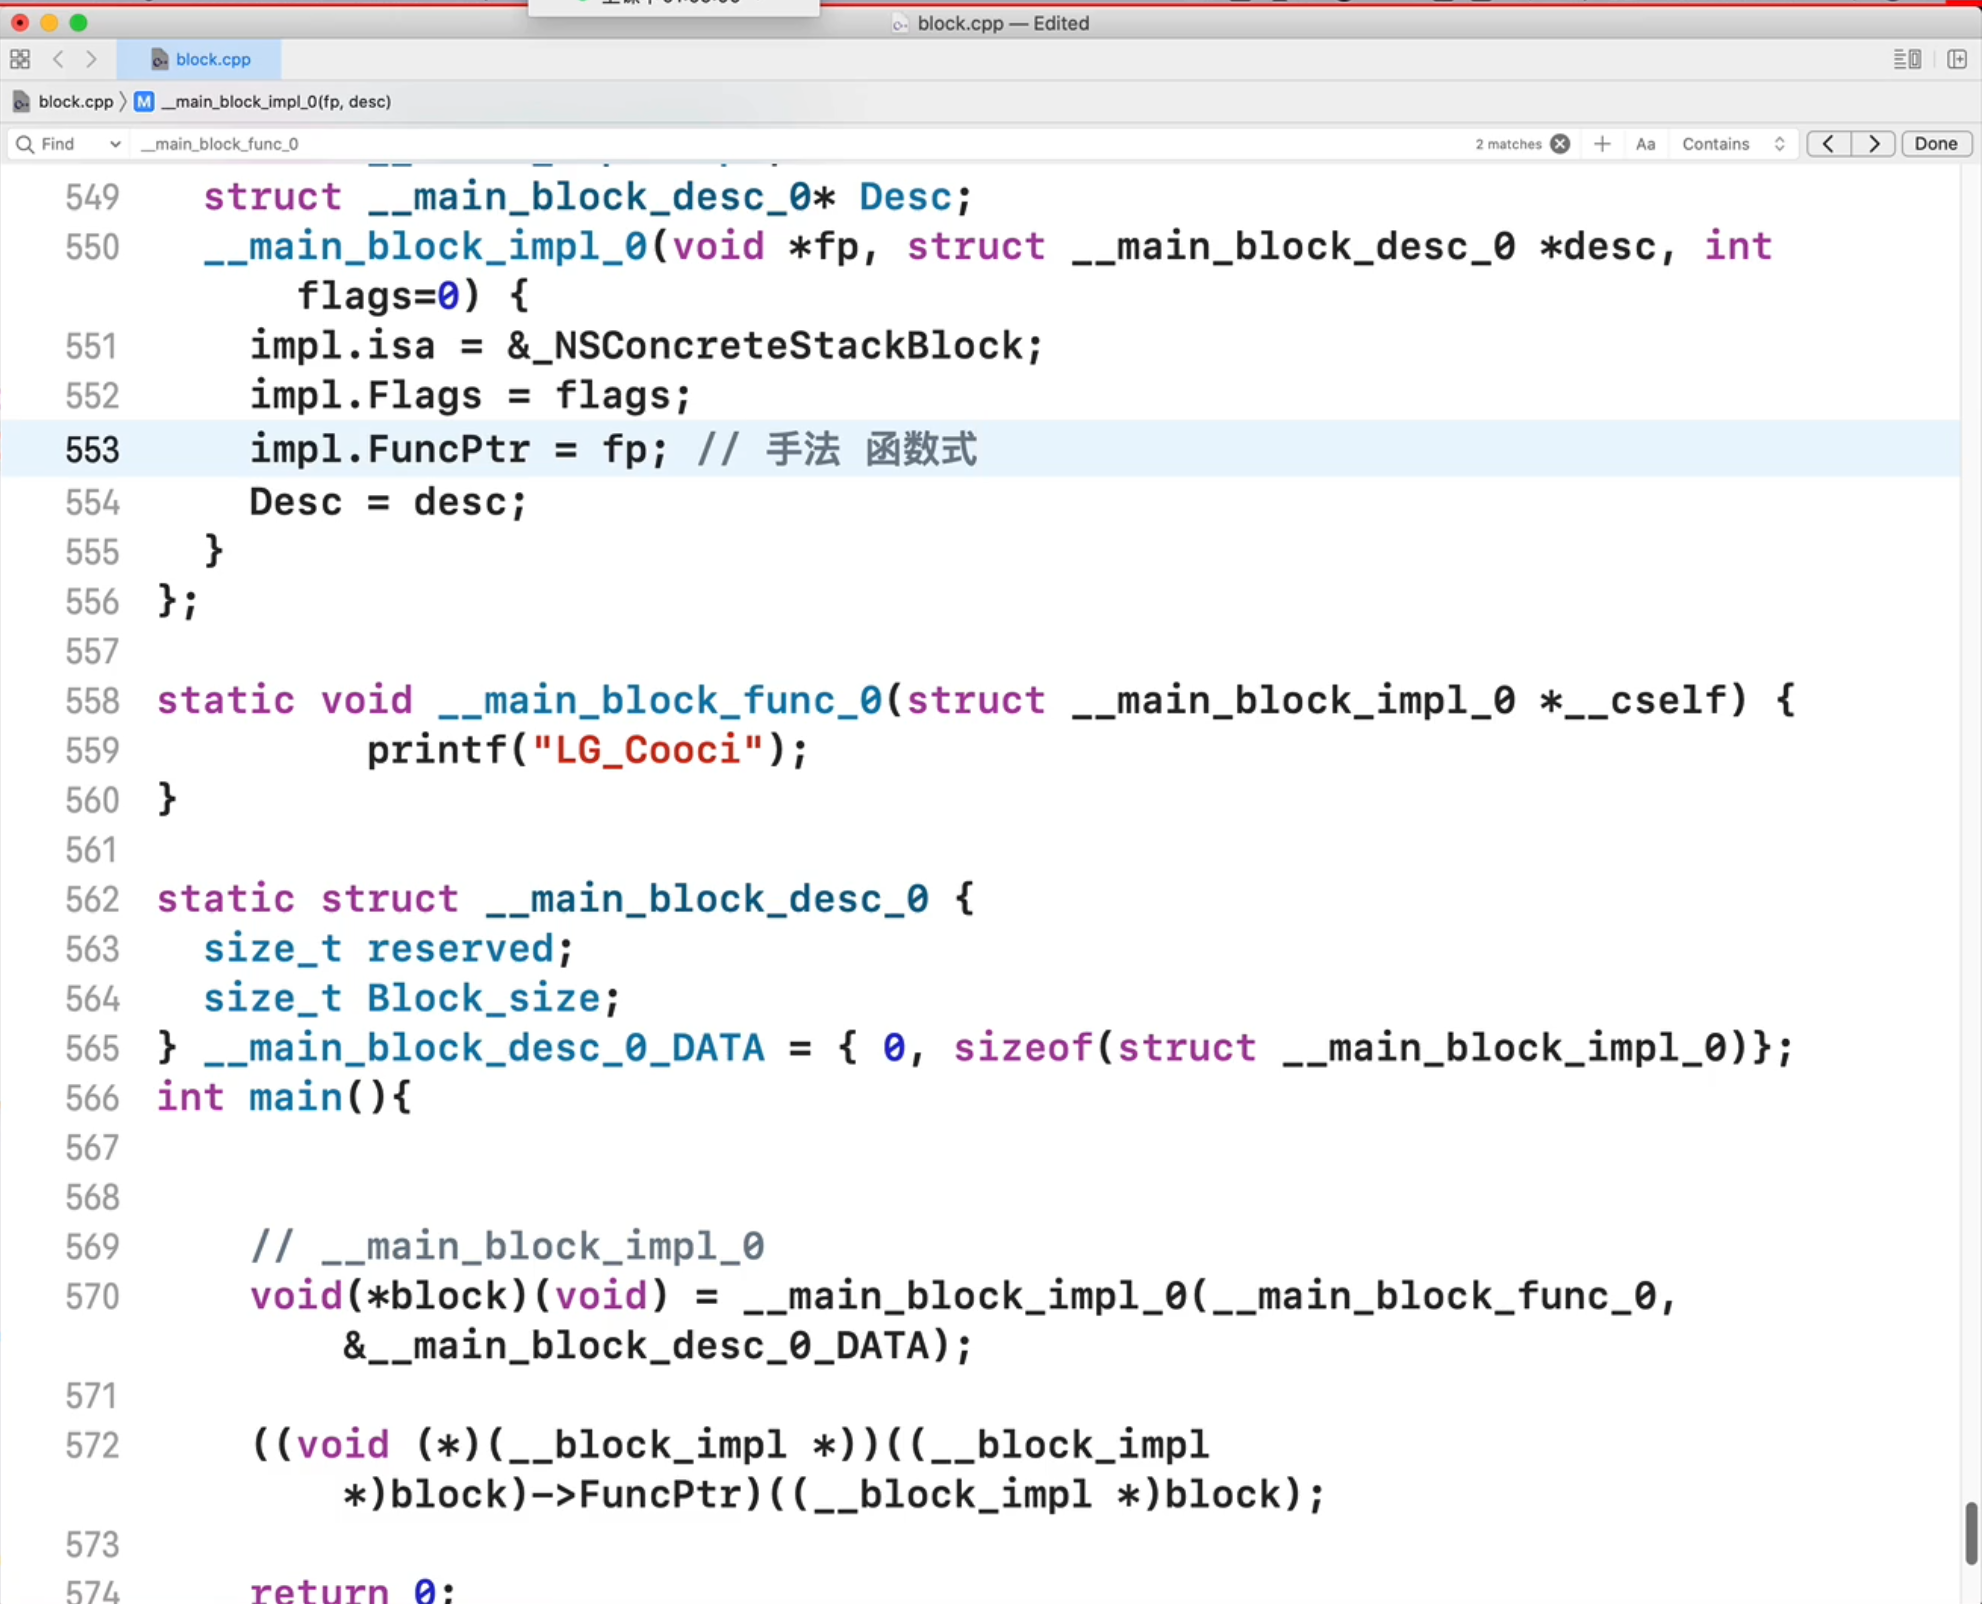 block.cpp — Edited
block.cpp
block.cpp 〉 M __main_block_impl_0(fp, desc)
Find __main_block_func_0 2 matches + Aa Contains < > Done
549 struct __main_block_desc_0* Desc;
550 __main_block_impl_0(void *fp, struct __main_block_desc_0 *desc, int
flags=0) {
551 impl.isa = &_NSConcreteStackBlock;
552 impl.Flags = flags;
553 impl.FuncPtr = fp; // 手法 函数式
554 Desc = desc;
555 }
556 };
557
558 static void __main_block_func_0(struct __main_block_impl_0 *__cself) {
559 printf("LG_Cooci");
560 }
561
562 static struct __main_block_desc_0 {
563 size_t reserved;
564 size_t Block_size;
565 } __main_block_desc_0_DATA = { 0, sizeof(struct __main_block_impl_0)};
566 int main(){
567
568
569 // __main_block_impl_0
570 void(*block)(void) = __main_block_impl_0(__main_block_func_0,
&__main_block_desc_0_DATA);
571
572 ((void (*)(__block_impl *))((__block_impl
*)block)->FuncPtr)((__block_impl *)block);
573
574 return 0;